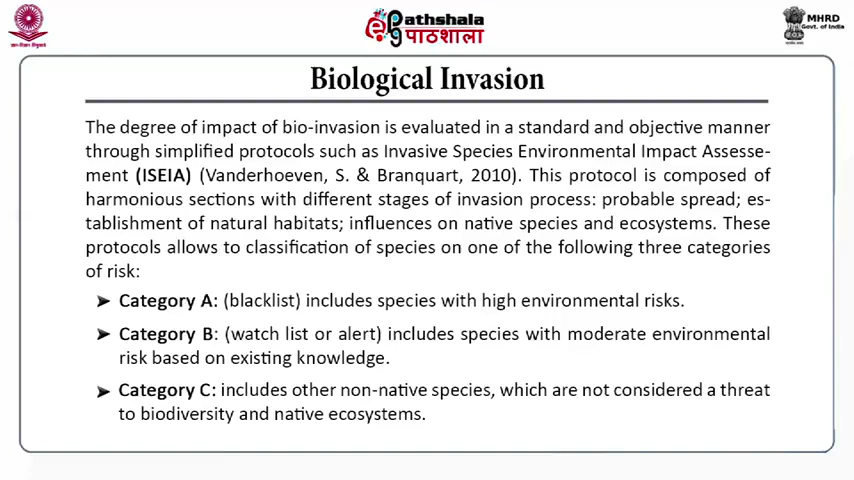 Pathshala
पाठशाला
MHRD
Govt. of India
Biological Invasion
The degree of impact of bio-invasion is evaluated in a standard and objective manner
through simplified protocols such as Invasive Species Environmental Impact Assesse-
ment (ISEIA) (Vanderhoeven, S. & Branquart, 2010). This protocol is composed of
harmonious sections with different stages of invasion process: probable spread; es-
tablishment of natural habitats; influences on native species and ecosystems. These
protocols allows to classification of species on one of the following three categories
of risk:
➤ Category A: (blacklist) includes species with high environmental risks.
➤ Category B: (watch list or alert) includes species with moderate environmental
risk based on existing knowledge.
➤ Category C: includes other non-native species, which are not considered a threat
to biodiversity and native ecosystems.